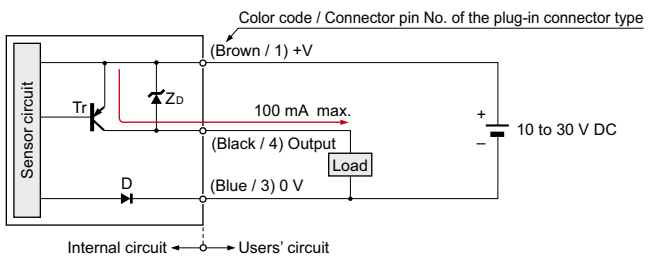 Color code / Connector pin No. of the plug-in connector type
(Brown / 1) +V
Sensor circuit
Tr
ZD
100 mA max.
+
10 to 30 V DC
–
(Black / 4) Output
Load
D
(Blue / 3) 0 V
Internal circuit
Users' circuit